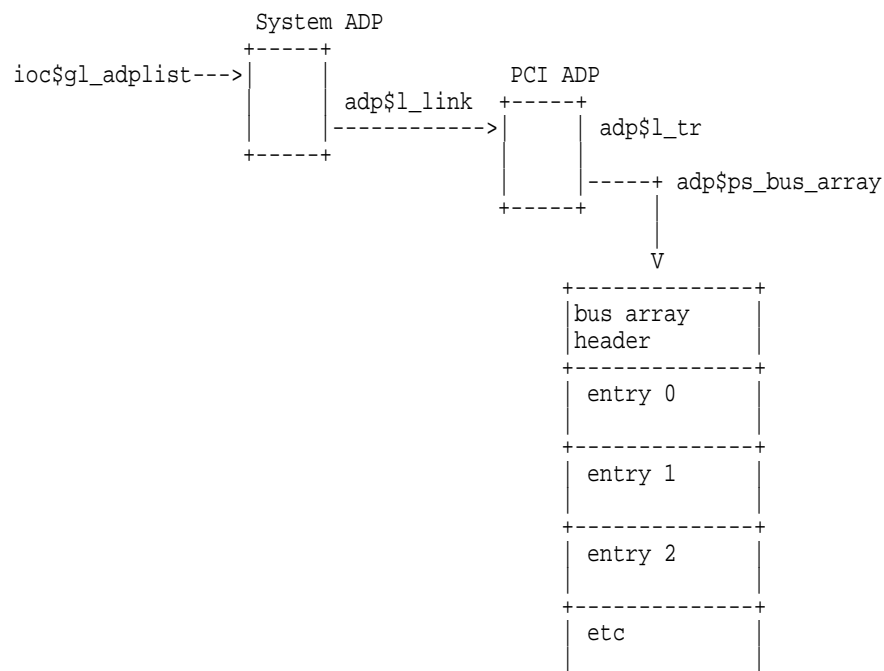 System ADP
ioc$gl_adplist--->
PCI ADP
adp$l_link
adp$l_tr
adp$ps_bus_array
V
bus array
header
entry 0
entry 1
entry 2
etc